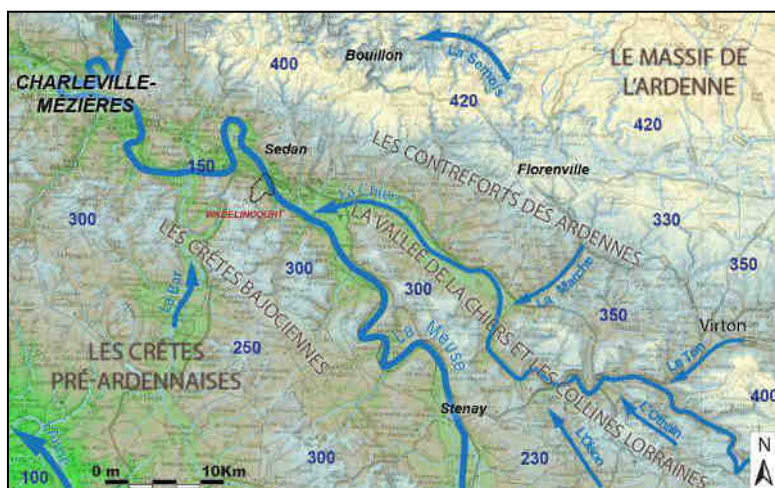 400
Bouillon
La Semois
LE MASSIF DE
L'ARDENNE
CHARLEVILLE-
MÉZIÈRES
420
420
LES CONTREFORTS DES ARDENNES
Sedan
Florenville
150
La Chiers
WADELINCOURT
300
330
LES CRÊTES BAJOCIENNES
LA VALLÉE DE LA CHIERS ET LES COLLINES LORRAINES
350
300
300
La Bar
La Marche
350
Virton
La Meuse
250
LES CRÊTES
PRÉ-ARDENNAISES
Le Ton
400
Stenay
L'Othain
L'Oison
N
300
230
100
0 m
10Km